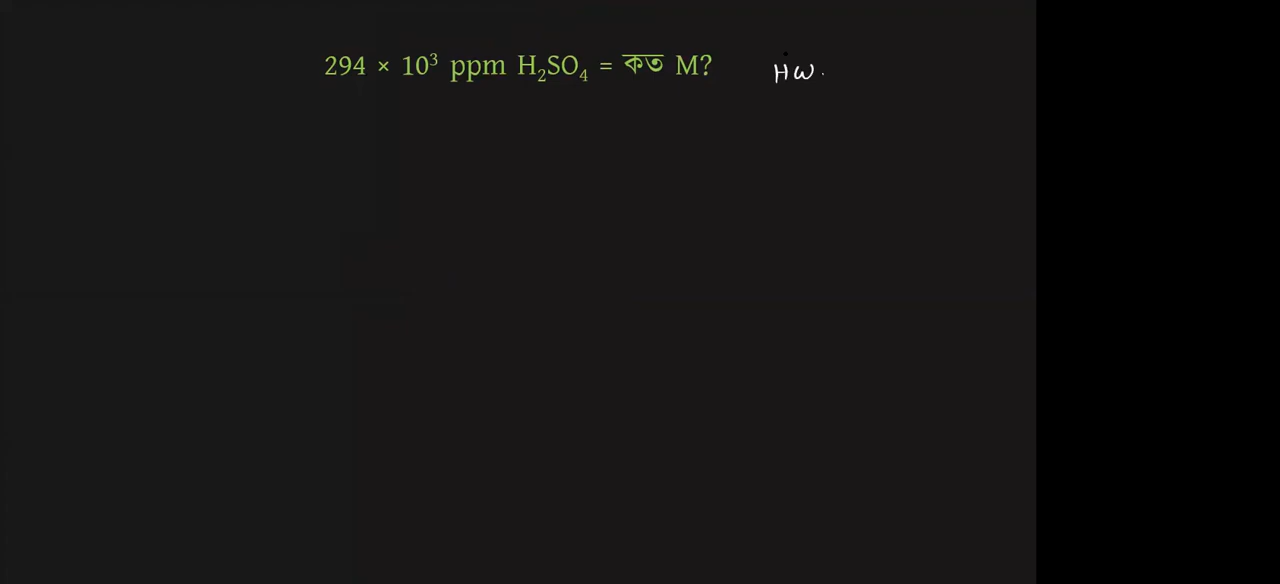 294 × 10³ ppm H₂SO₄ = কত M? HW.